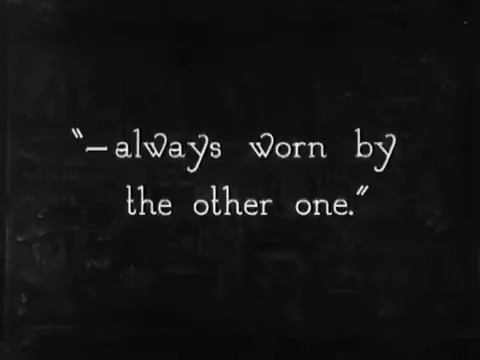 "—always worn by
the other one."